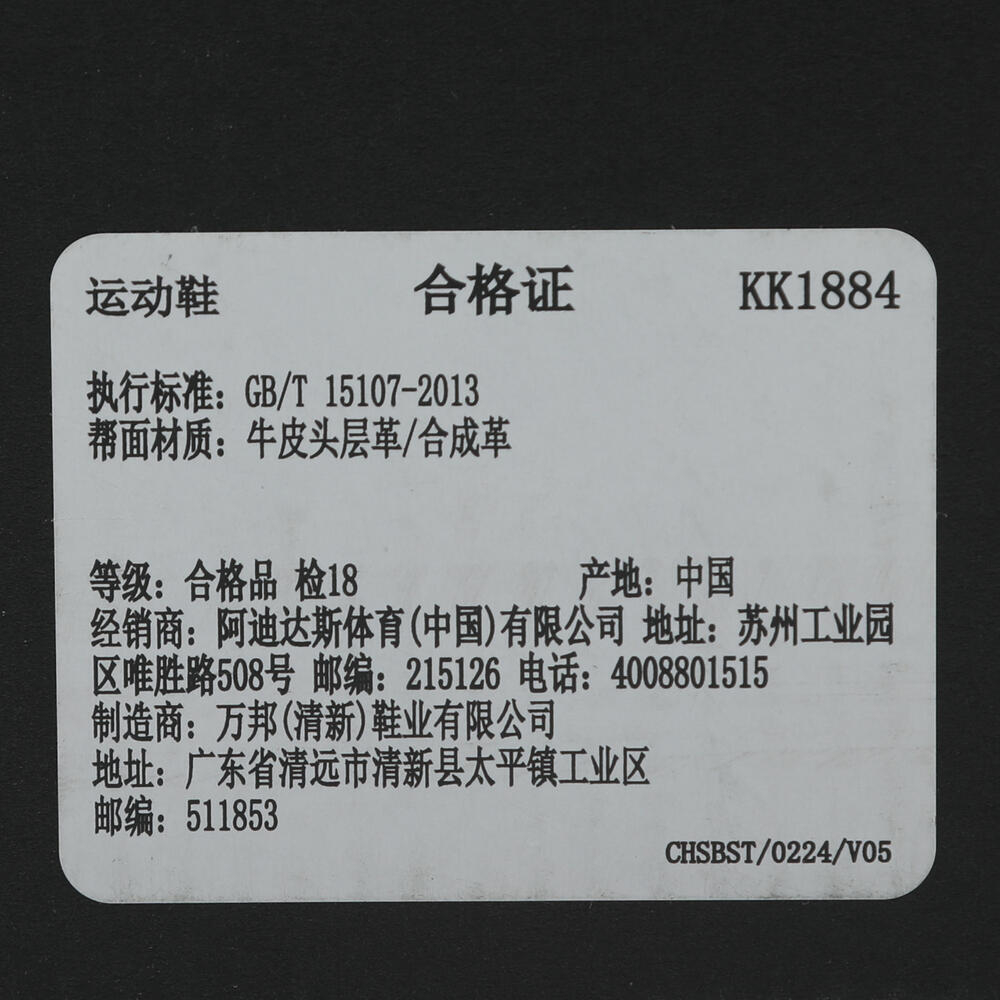 运动鞋 合格证 KK1884
执行标准：GB/T 15107-2013
帮面材质：牛皮头层革/合成革
等级：合格品 检18 产地：中国
经销商：阿迪达斯体育(中国)有限公司 地址：苏州工业园
区唯胜路508号 邮编：215126 电话：4008801515
制造商：万邦(清新)鞋业有限公司
地址：广东省清远市清新县太平镇工业区
邮编：511853
CHSBST/0224/V05